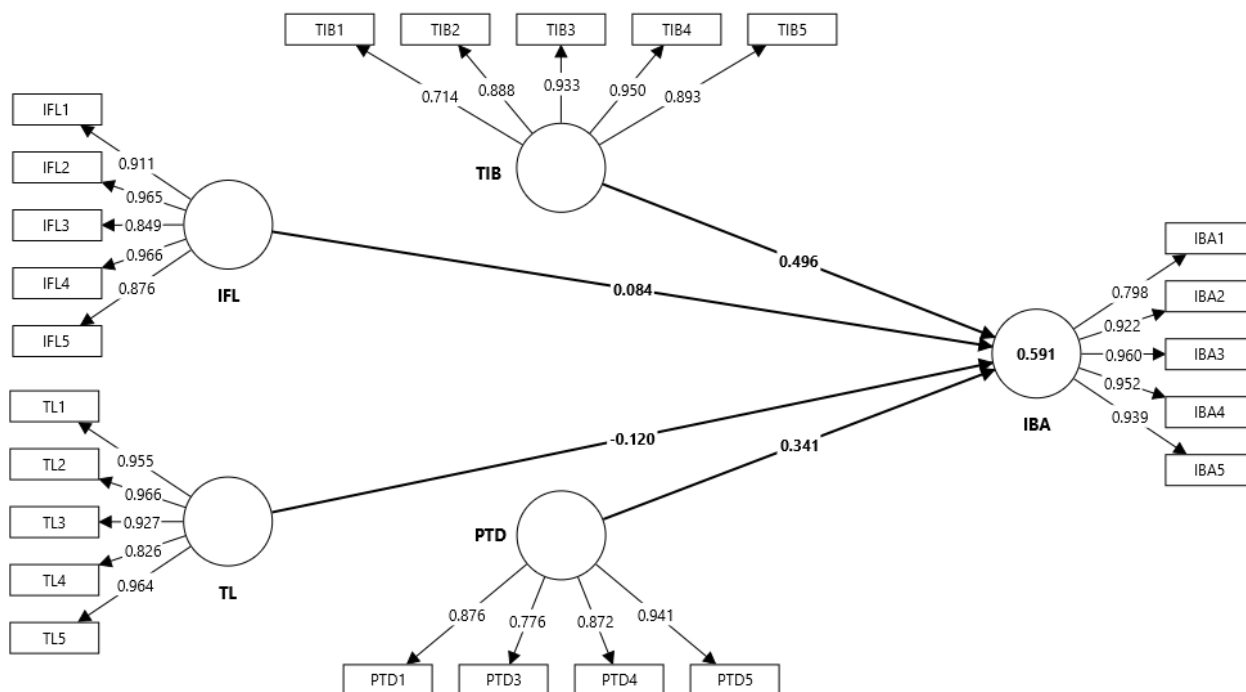 TIB1 TIB2 TIB3 TIB4 TIB5
0.714 0.888 0.933 0.950 0.893
TIB
IFL1
0.911
IFL2
0.965
IFL3
0.849
IFL4
0.966
IFL5
0.876
IFL
0.496
0.084
IBA1
0.798
IBA2
0.922
0.591
IBA3
0.960
IBA4
0.952
IBA5
0.939
IBA
TL1
0.955
TL2
0.966
TL3
0.927
TL4
0.826
TL5
0.964
TL
-0.120
0.341
PTD
0.876 0.776 0.872 0.941
PTD1 PTD3 PTD4 PTD5